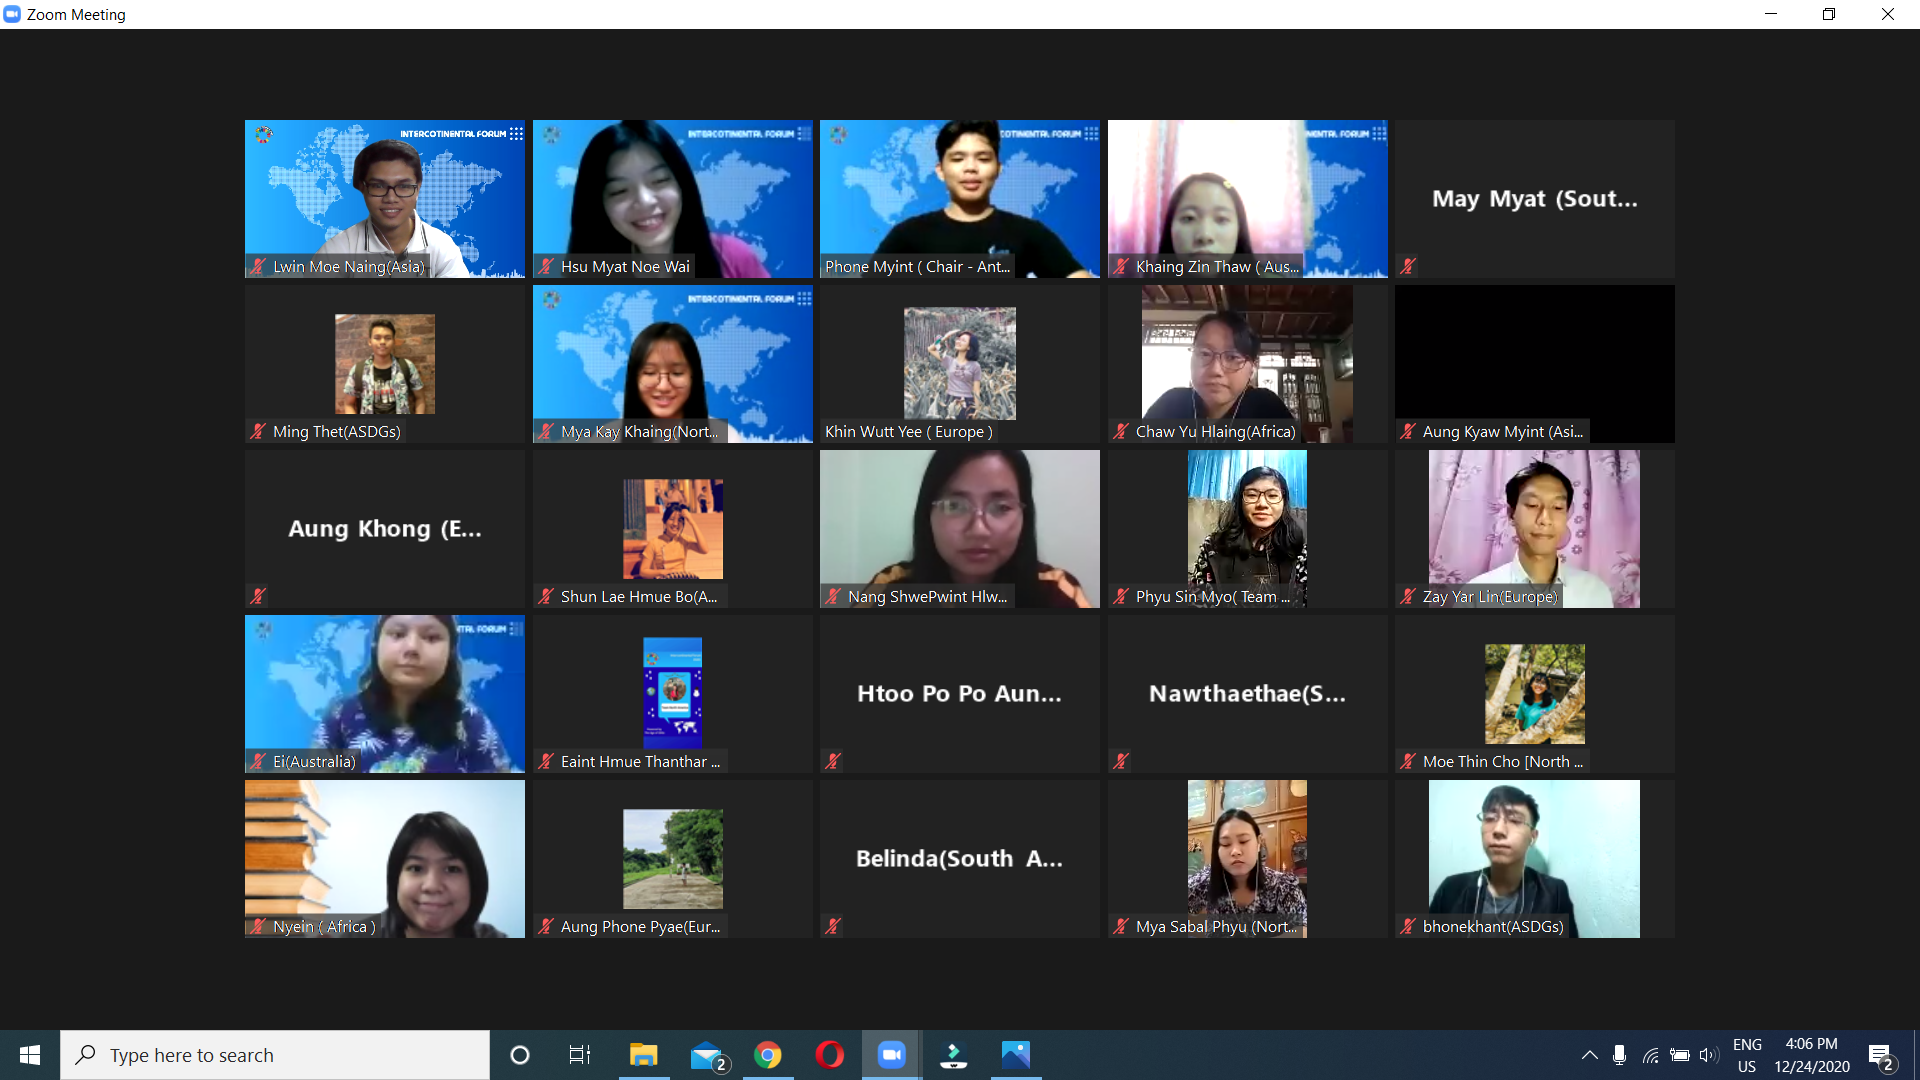 Zoom Meeting
INTERCOTINENTAL FORUM
Lwin Moe Naing(Asia)
INTERCOTINENTAL FORUM
Hsu Myat Noe Wai
COTINENTAL FORUM
Phone Myint ( Chair - Ant...
NENTAL FORUM
Khaing Zin Thaw ( Aus...
May Myat (Sout...
Ming Thet(ASDGs)
INTERCOTINENTAL FORUM
Mya Kay Khaing(Nort...
Khin Wutt Yee ( Europe )
Chaw Yu Hlaing(Africa)
Aung Kyaw Myint (Asi...
Aung Khong (E...
Shun Lae Hmue Bo(A...
Nang ShwePwint Hlw...
Phyu Sin Myo( Team ...
Zay Yar Lin(Europe)
NTAL FORUM
Ei(Australia)
Eaint Hmue Thanthar ...
Htoo Po Po Aun...
Nawthaethae(S...
Moe Thin Cho [North ...
Nyein ( Africa )
Aung Phone Pyae(Eur...
Belinda(South A...
Mya Sabal Phyu (Nort...
bhonekhant(ASDGs)
Type here to search
2
ENG
US
4:06 PM
12/24/2020
2